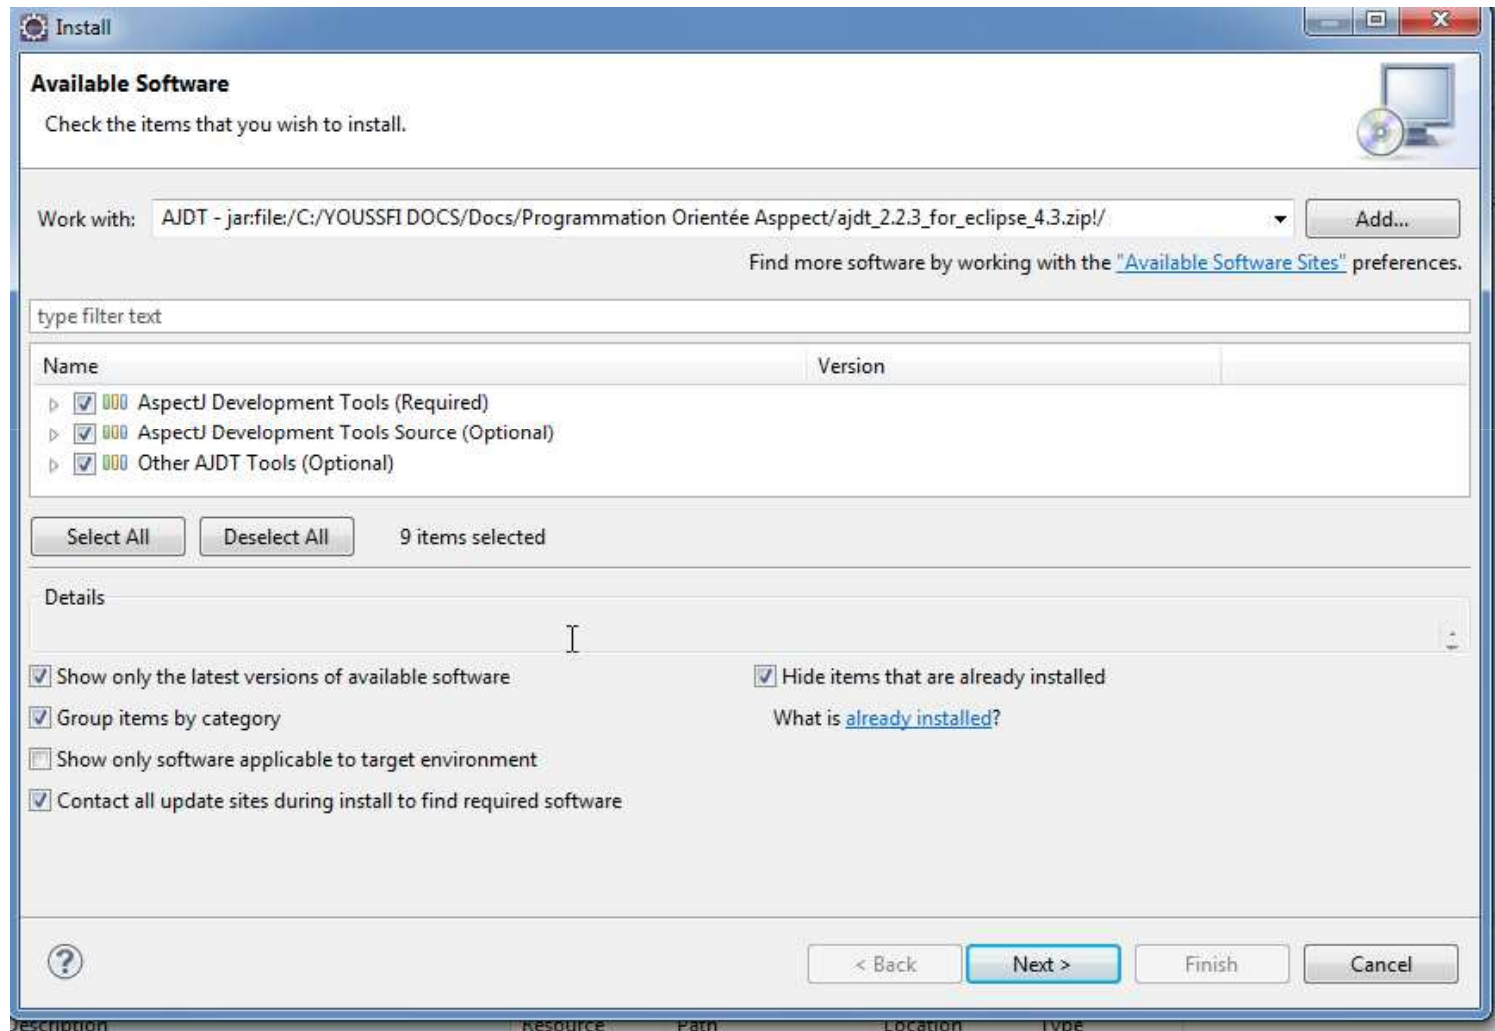 Install
Available Software
Check the items that you wish to install.
Work with: AJDT - jar:file:/C:/YOUSSFI DOCS/Docs/Programmation Orientée Asppect/ajdt_2.2.3_for_eclipse_4.3.zip!/ Add...
Find more software by working with the "Available Software Sites" preferences.
type filter text
Name Version
AspectJ Development Tools (Required)
AspectJ Development Tools Source (Optional)
Other AJDT Tools (Optional)
Select All Deselect All 9 items selected
Details
Show only the latest versions of available software Hide items that are already installed
Group items by category What is already installed?
Show only software applicable to target environment
Contact all update sites during install to find required software
? < Back Next > Finish Cancel
Description Resource Path Location Type